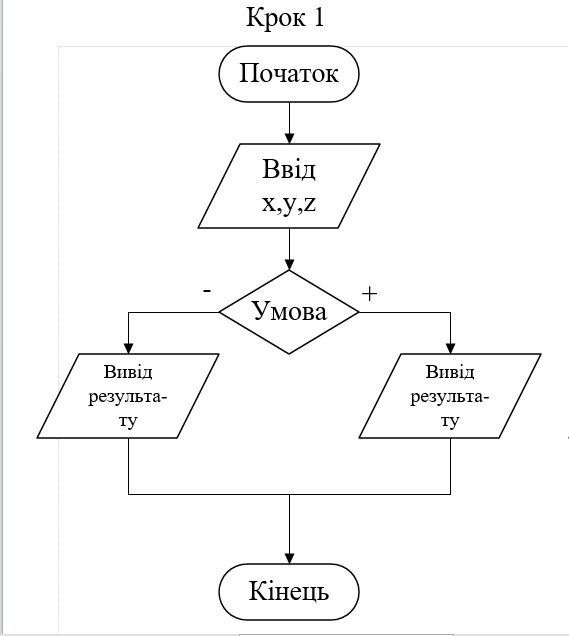 Крок 1
Початок
Ввід
x,y,z
-
+
Умова
Вивід
результа-
ту
Вивід
результа-
ту
Кінець